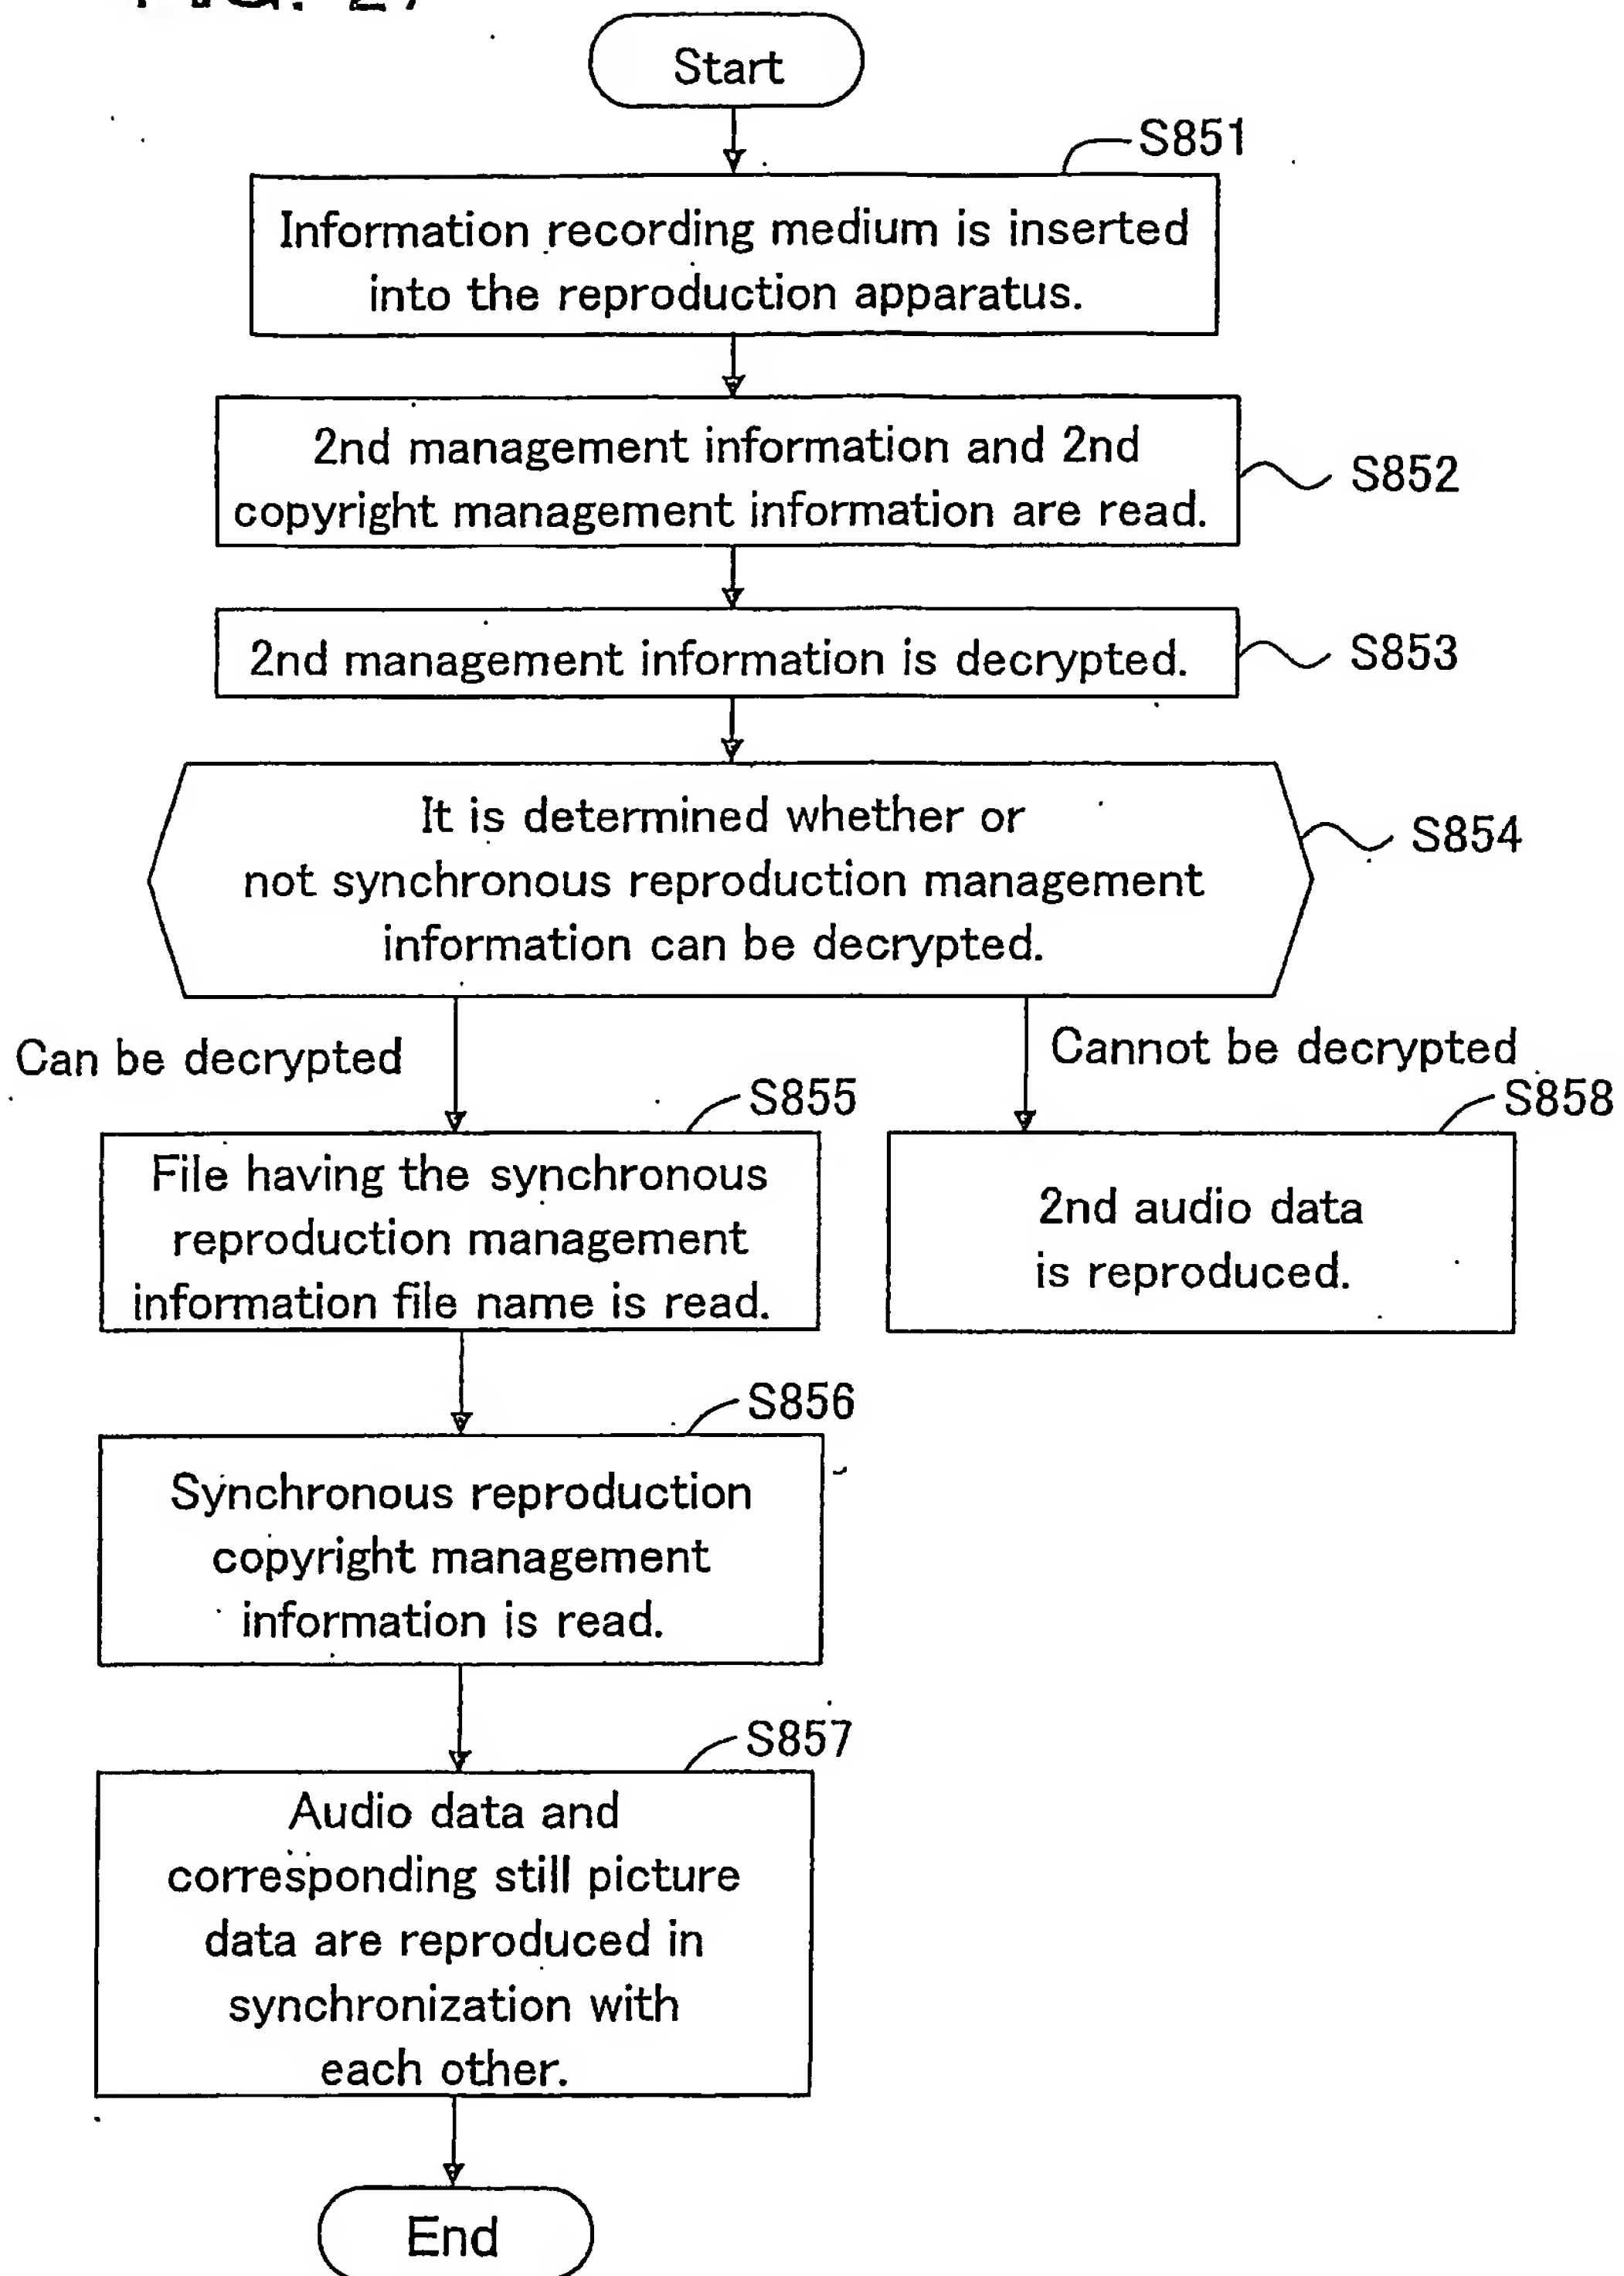 Start
S851
Information recording medium is inserted
into the reproduction apparatus.
2nd management information and 2nd
copyright management information are read.
S852
2nd management information is decrypted.
S853
It is determined whether or
not synchronous reproduction management
information can be decrypted.
S854
Can be decrypted
Cannot be decrypted
S855
File having the synchronous
reproduction management
information file name is read.
S858
2nd audio data
is reproduced.
S856
Synchronous reproduction
copyright management
information is read.
S857
Audio data and
corresponding still picture
data are reproduced in
synchronization with
each other.
End